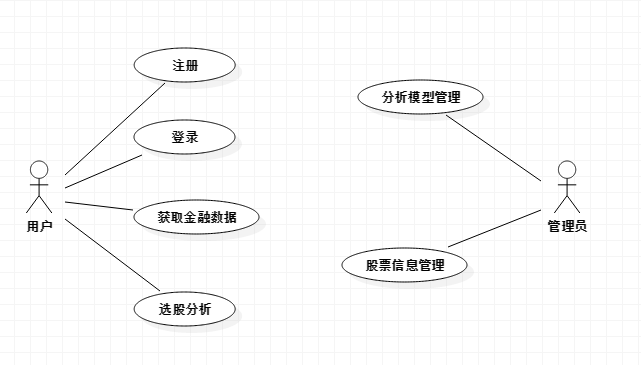 注册
分析模型管理
登录
用户
获取金融数据
管理员
股票信息管理
选股分析